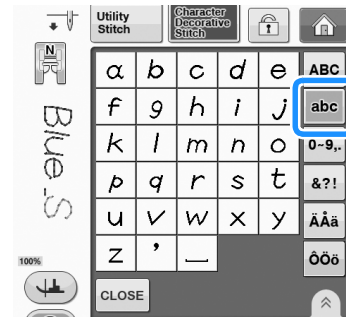 Utility
Stitch
Character
Decorative
Stitch
N
a b c d e ABC
f g h i j abc
k l m n o 0~9,.
p q r s t &?!
u v w x y ÄÅä
z ’ _ ÔÖö
Blue_S
100%
CLOSE